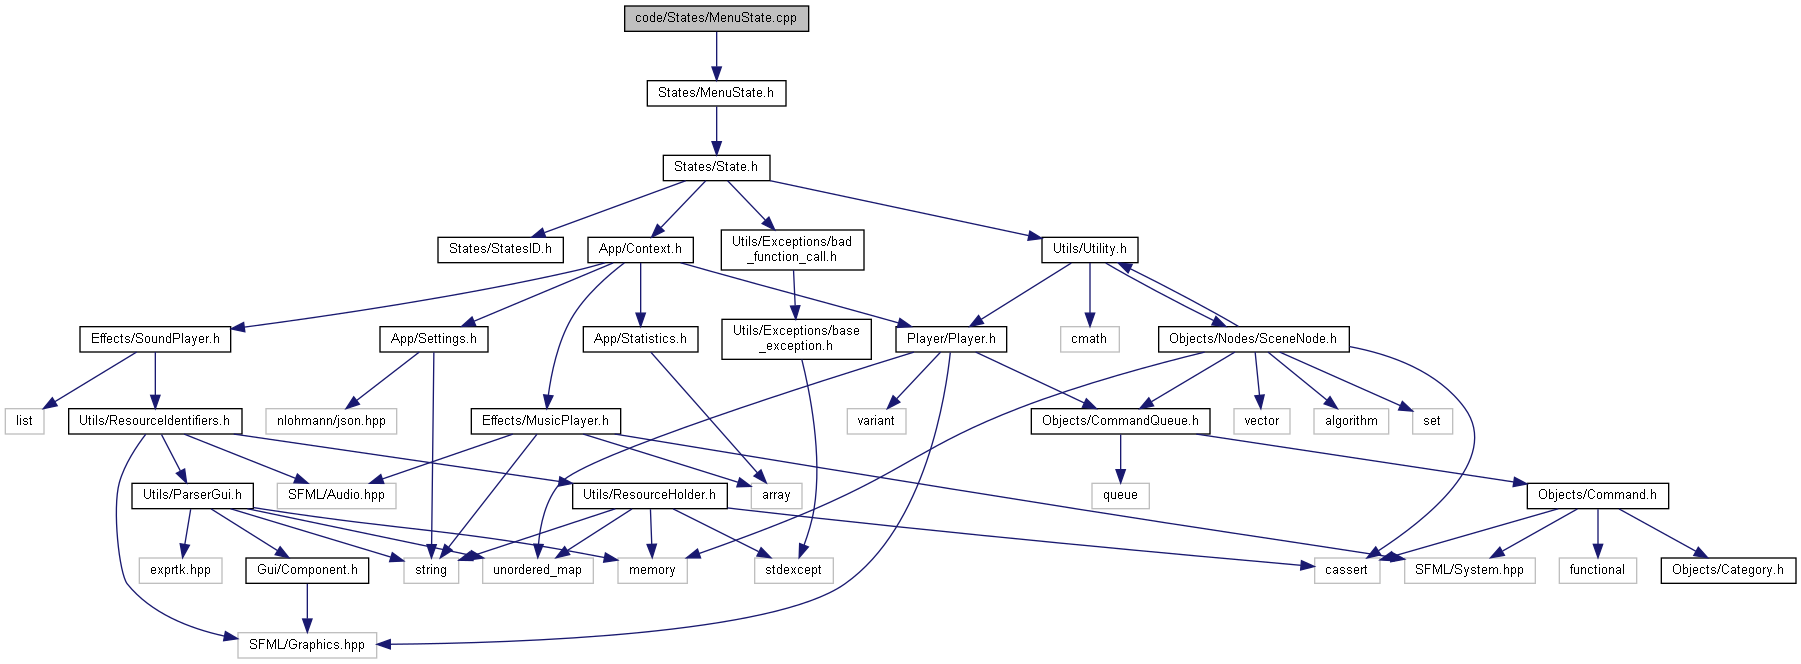 code/States/MenuState.cpp
States/MenuState.h
States/State.h
States/StatesID.h
App/Context.h
Utils/Exceptions/bad
_function_call.h
Utils/Utility.h
Effects/SoundPlayer.h
App/Settings.h
App/Statistics.h
Utils/Exceptions/base
_exception.h
Player/Player.h
cmath
Objects/Nodes/SceneNode.h
list
Utils/ResourceIdentifiers.h
nlohmann/json.hpp
Effects/MusicPlayer.h
variant
Objects/CommandQueue.h
vector
algorithm
set
Utils/ParserGui.h
SFML/Audio.hpp
Utils/ResourceHolder.h
array
queue
Objects/Command.h
exprtk.hpp
Gui/Component.h
string
unordered_map
memory
stdexcept
cassert
SFML/System.hpp
functional
Objects/Category.h
SFML/Graphics.hpp